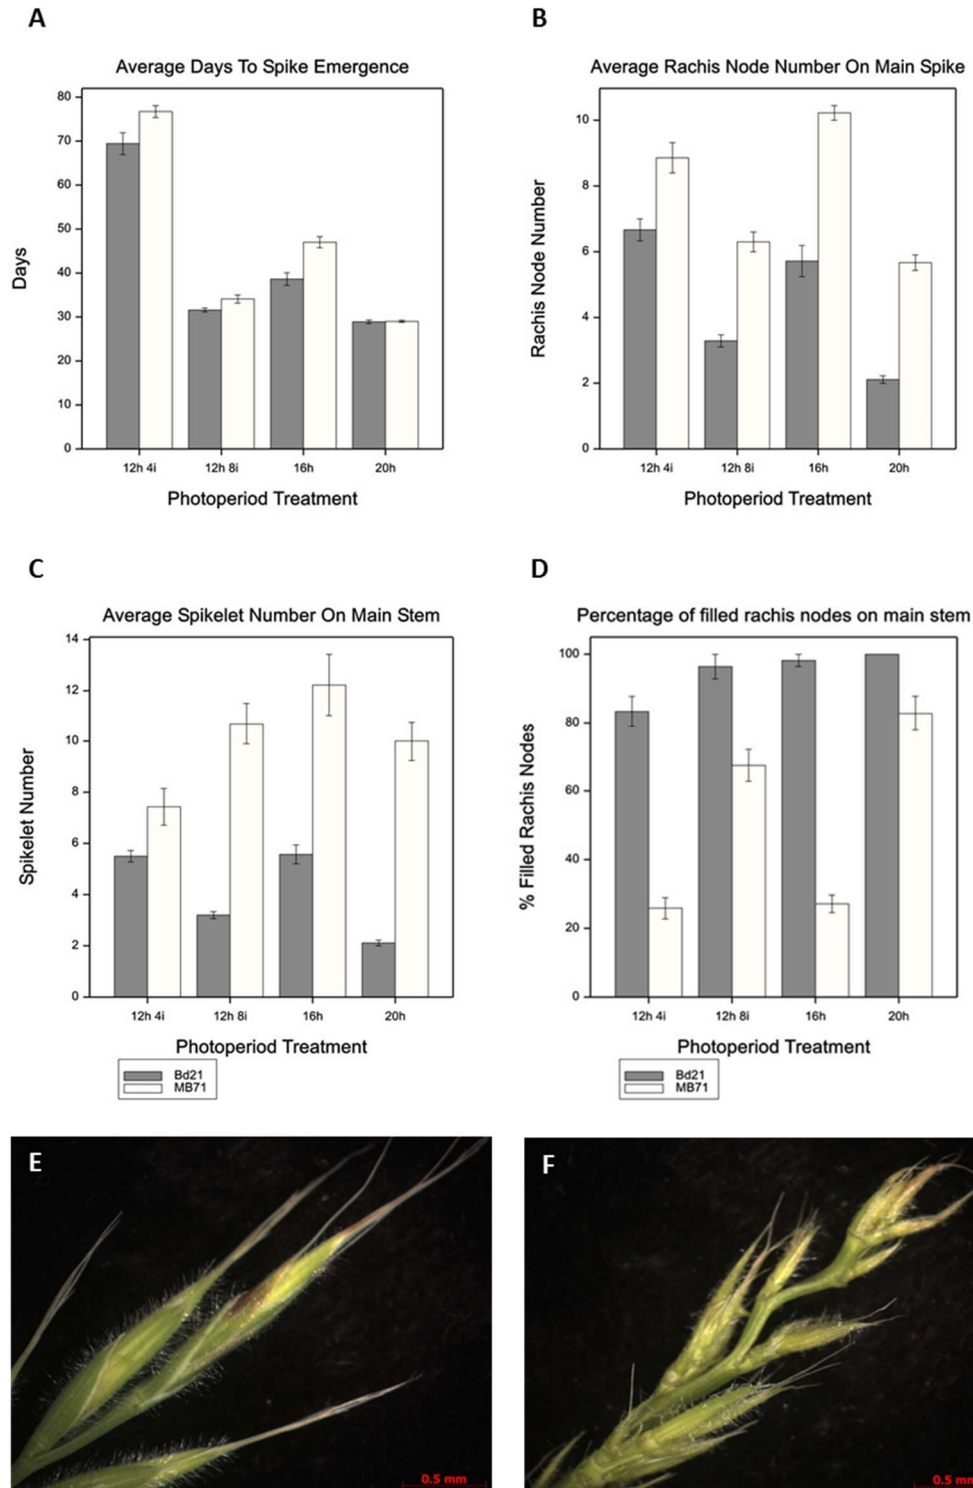 A
Average Days To Spike Emergence
80
70
60
50
40
30
20
10
0
Days
12h 4i 12h 8i 16h 20h
Photoperiod Treatment
B
Average Rachis Node Number On Main Spike
10
8
6
4
2
0
Rachis Node Number
12h 4i 12h 8i 16h 20h
Photoperiod Treatment
C
Average Spikelet Number On Main Stem
14
12
10
8
6
4
2
0
Spikelet Number
12h 4i 12h 8i 16h 20h
Photoperiod Treatment
Bd21
MB71
D
Percentage of filled rachis nodes on main stem
100
80
60
40
20
0
% Filled Rachis Nodes
12h 4i 12h 8i 16h 20h
Photoperiod Treatment
Bd21
MB71
E
0.5 mm
F
0.5 mm